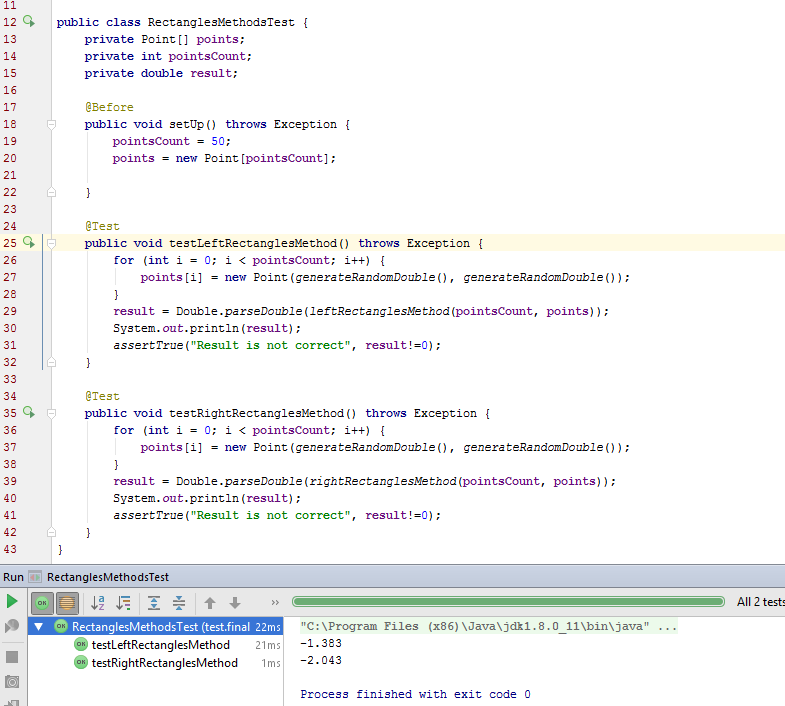 11
12 public class RectanglesMethodsTest {
13 private Point[] points;
14 private int pointsCount;
15 private double result;
16
17 @Before
18 public void setUp() throws Exception {
19 pointsCount = 50;
20 points = new Point[pointsCount];
21
22 }
23
24 @Test
25 public void testLeftRectanglesMethod() throws Exception {
26 for (int i = 0; i < pointsCount; i++) {
27 points[i] = new Point(generateRandomDouble(), generateRandomDouble());
28 }
29 result = Double.parseDouble(leftRectanglesMethod(pointsCount, points));
30 System.out.println(result);
31 assertTrue("Result is not correct", result!=0);
32 }
33
34 @Test
35 public void testRightRectanglesMethod() throws Exception {
36 for (int i = 0; i < pointsCount; i++) {
37 points[i] = new Point(generateRandomDouble(), generateRandomDouble());
38 }
39 result = Double.parseDouble(rightRectanglesMethod(pointsCount, points));
40 System.out.println(result);
41 assertTrue("Result is not correct", result!=0);
42 }
43 }
Run RectanglesMethodsTest
OK a z » All 2 tests
OK RectanglesMethodsTest (test.final 22ms
OK testLeftRectanglesMethod 21ms
OK testRightRectanglesMethod 1ms
"C:\Program Files (x86)\Java\jdk1.8.0_11\bin\java" ...
-1.383
-2.043
Process finished with exit code 0